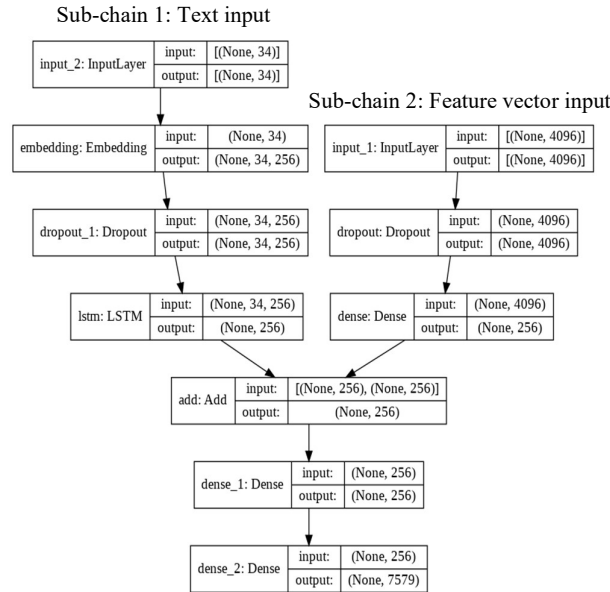 Sub-chain 1: Text input
input_2: InputLayer
input: [(None, 34)]
output: [(None, 34)]
Sub-chain 2: Feature vector input
embedding: Embedding
input: (None, 34)
output: (None, 34, 256)
input_1: InputLayer
input: [(None, 4096)]
output: [(None, 4096)]
dropout_1: Dropout
input: (None, 34, 256)
output: (None, 34, 256)
dropout: Dropout
input: (None, 4096)
output: (None, 4096)
lstm: LSTM
input: (None, 34, 256)
output: (None, 256)
dense: Dense
input: (None, 4096)
output: (None, 256)
add: Add
input: [(None, 256), (None, 256)]
output: (None, 256)
dense_1: Dense
input: (None, 256)
output: (None, 256)
dense_2: Dense
input: (None, 256)
output: (None, 7579)